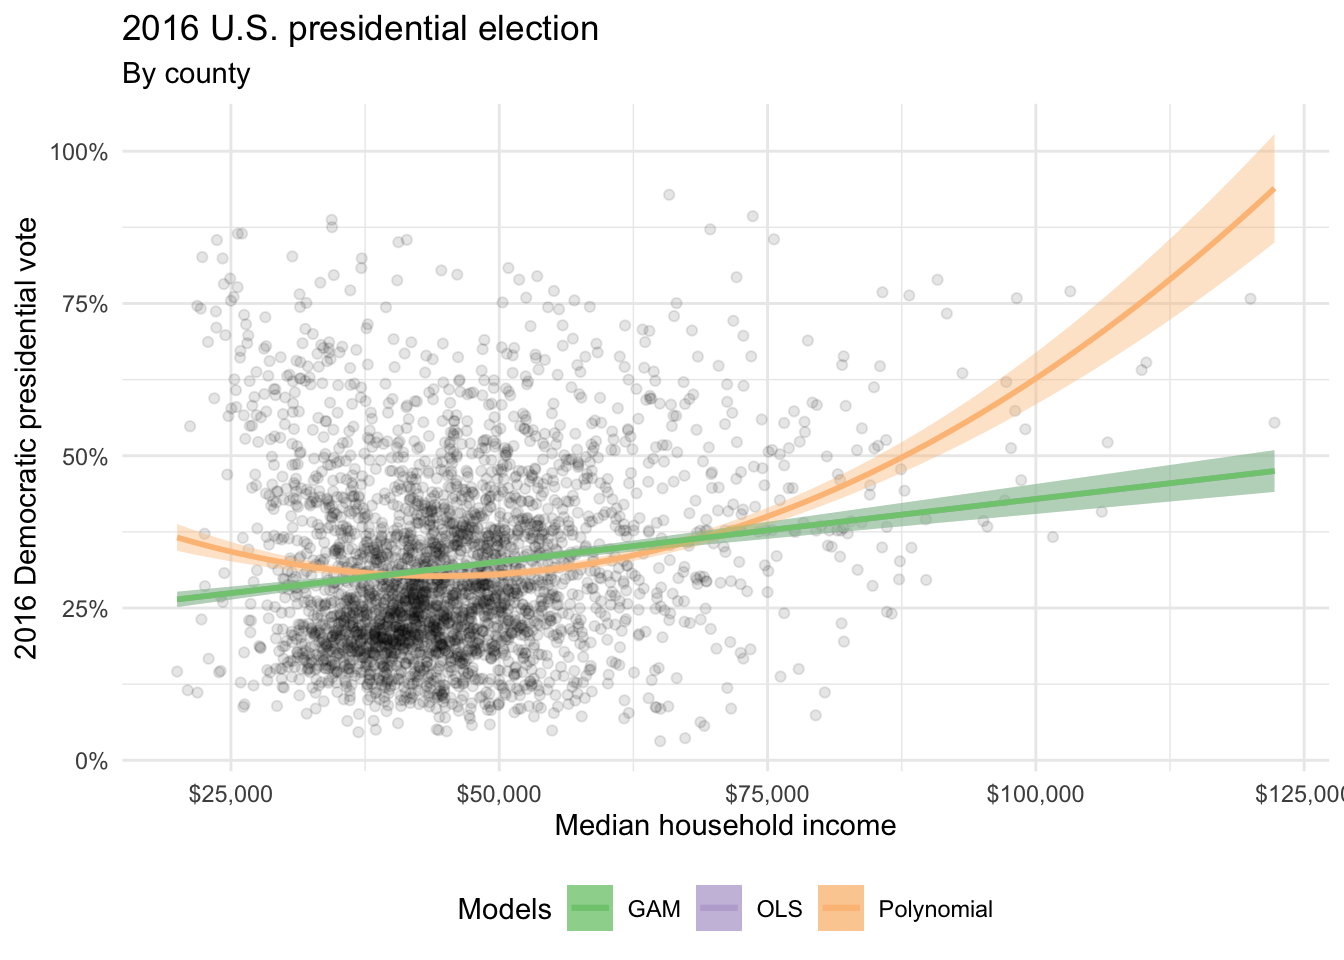 2016 U.S. presidential election
By county
2016 Democratic presidential vote
100%
75%
50%
25%
0%
$25,000
$50,000
$75,000
$100,000
$125,000
Median household income
Models
GAM
OLS
Polynomial